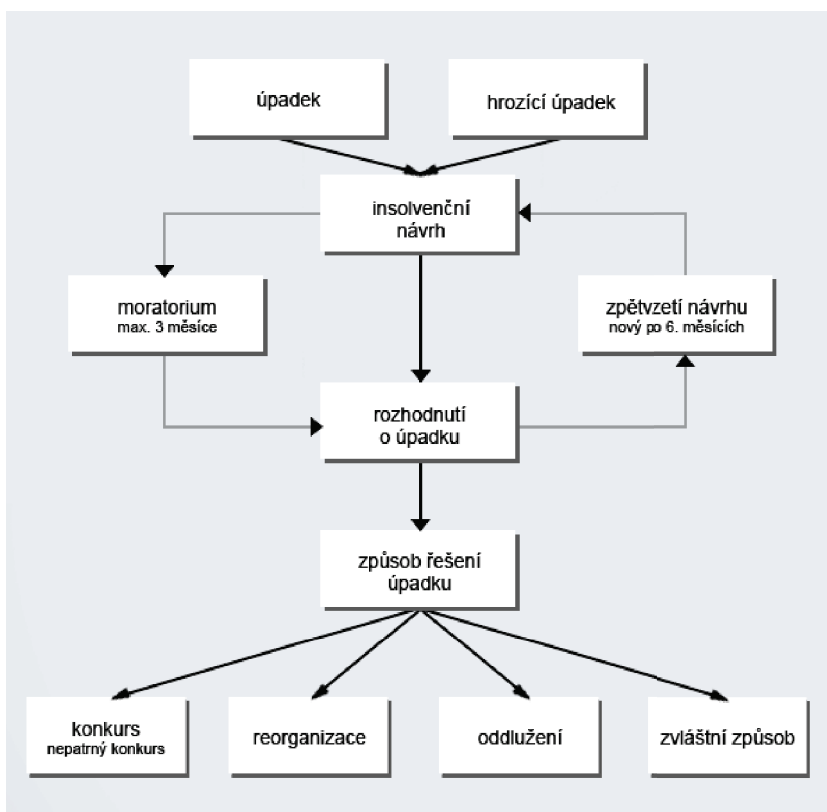 úpadek
hrozící úpadek
insolvenční
návrh
moratorium
max. 3 měsíce
zpětvzetí návrhu
nový po 6. měsících
rozhodnutí
o úpadku
způsob řešení
úpadku
konkurs
nepatrný konkurs
reorganizace
oddlužení
zvláštní způsob